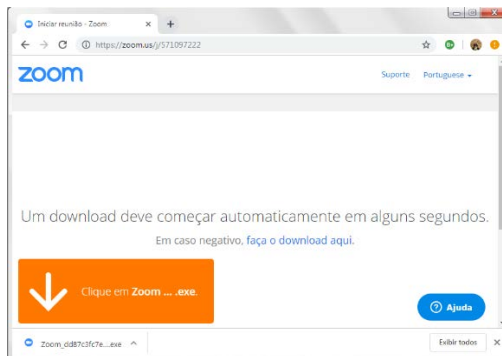 Iniciar reunião - Zoom
https://zoom.us/j/571097222
zoom
Suporte Portuguese
Um download deve começar automaticamente em alguns segundos.
Em caso negativo, faça o download aqui.
Clique em Zoom ... .exe.
Ajuda
Zoom_dd87c3fc7e....exe
Exibir todos